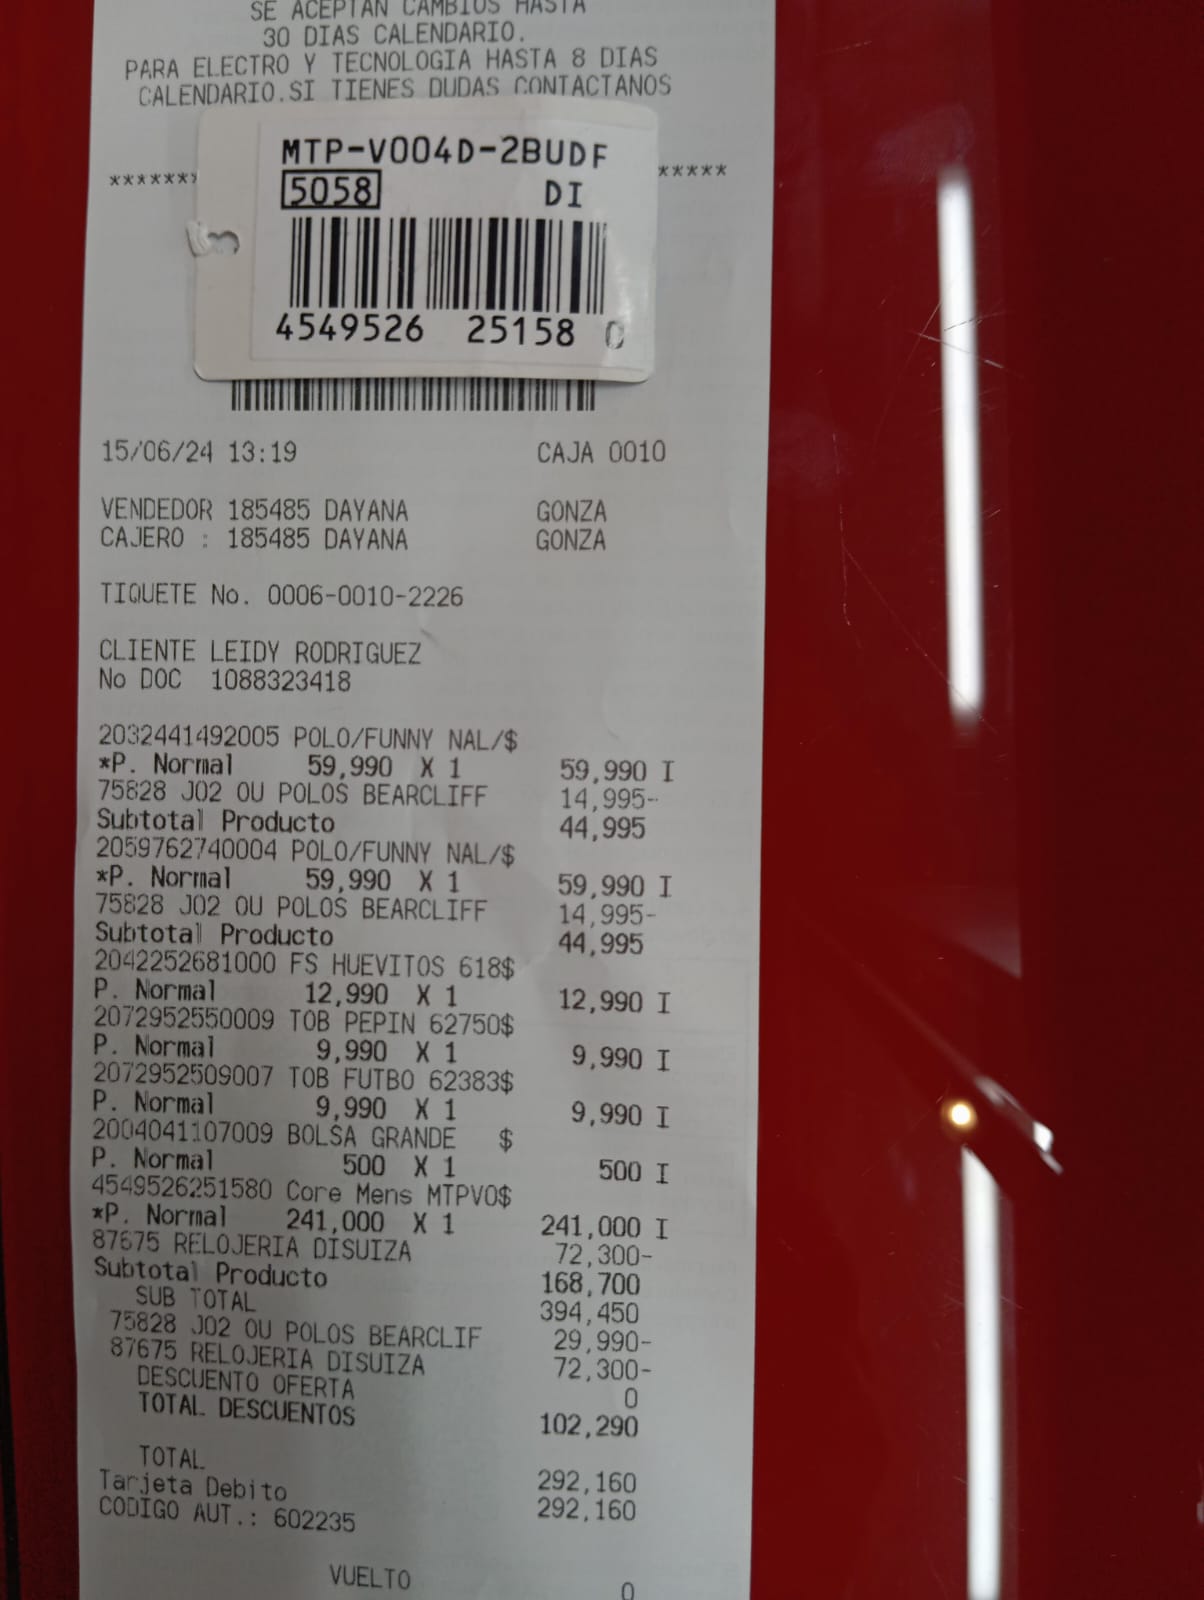 SE ACEPTAN CAMBIOS HASTA
30 DIAS CALENDARIO.
PARA ELECTRO Y TECNOLOGIA HASTA 8 DIAS
CALENDARIO.SI TIENES DUDAS CONTACTANOS
MTP-V004D-2BUDF
******* *****
5058 DI
4549526 25158 0
15/06/24 13:19 CAJA 0010
VENDEDOR 185485 DAYANA GONZA
CAJERO : 185485 DAYANA GONZA
TIQUETE No. 0006-0010-2226
CLIENTE LEIDY RODRIGUEZ
No DOC 1088323418
2032441492005 POLO/FUNNY NAL/$
*P. Normal 59,990 X 1 59,990 I
75828 JO2 OU POLOS BEARCLIFF 14,995-
Subtotal Producto 44,995
2059762740004 POLO/FUNNY NAL/$
*P. Normal 59,990 X 1 59,990 I
75828 JO2 OU POLOS BEARCLIFF 14,995-
Subtotal Producto 44,995
2042252681000 FS HUEVITOS 618$
P. Normal 12,990 X 1 12,990 I
2072952550009 TOB PEPIN 62750$
P. Normal 9,990 X 1 9,990 I
2072952509007 TOB FUTBO 62383$
P. Normal 9,990 X 1 9,990 I
2004041107009 BOLSA GRANDE $
P. Normal 500 X 1 500 I
4549526251580 Core Mens MTPVO$
*P. Normal 241,000 X 1 241,000 I
87675 RELOJERIA DISUIZA 72,300-
Subtotal Producto 168,700
SUB TOTAL 394,450
75828 JO2 OU POLOS BEARCLIF 29,990-
87675 RELOJERIA DISUIZA 72,300-
DESCUENTO OFERTA 0
TOTAL DESCUENTOS 102,290
TOTAL 292,160
Tarjeta Debito 292,160
CODIGO AUT.: 602235
VUELTO 0